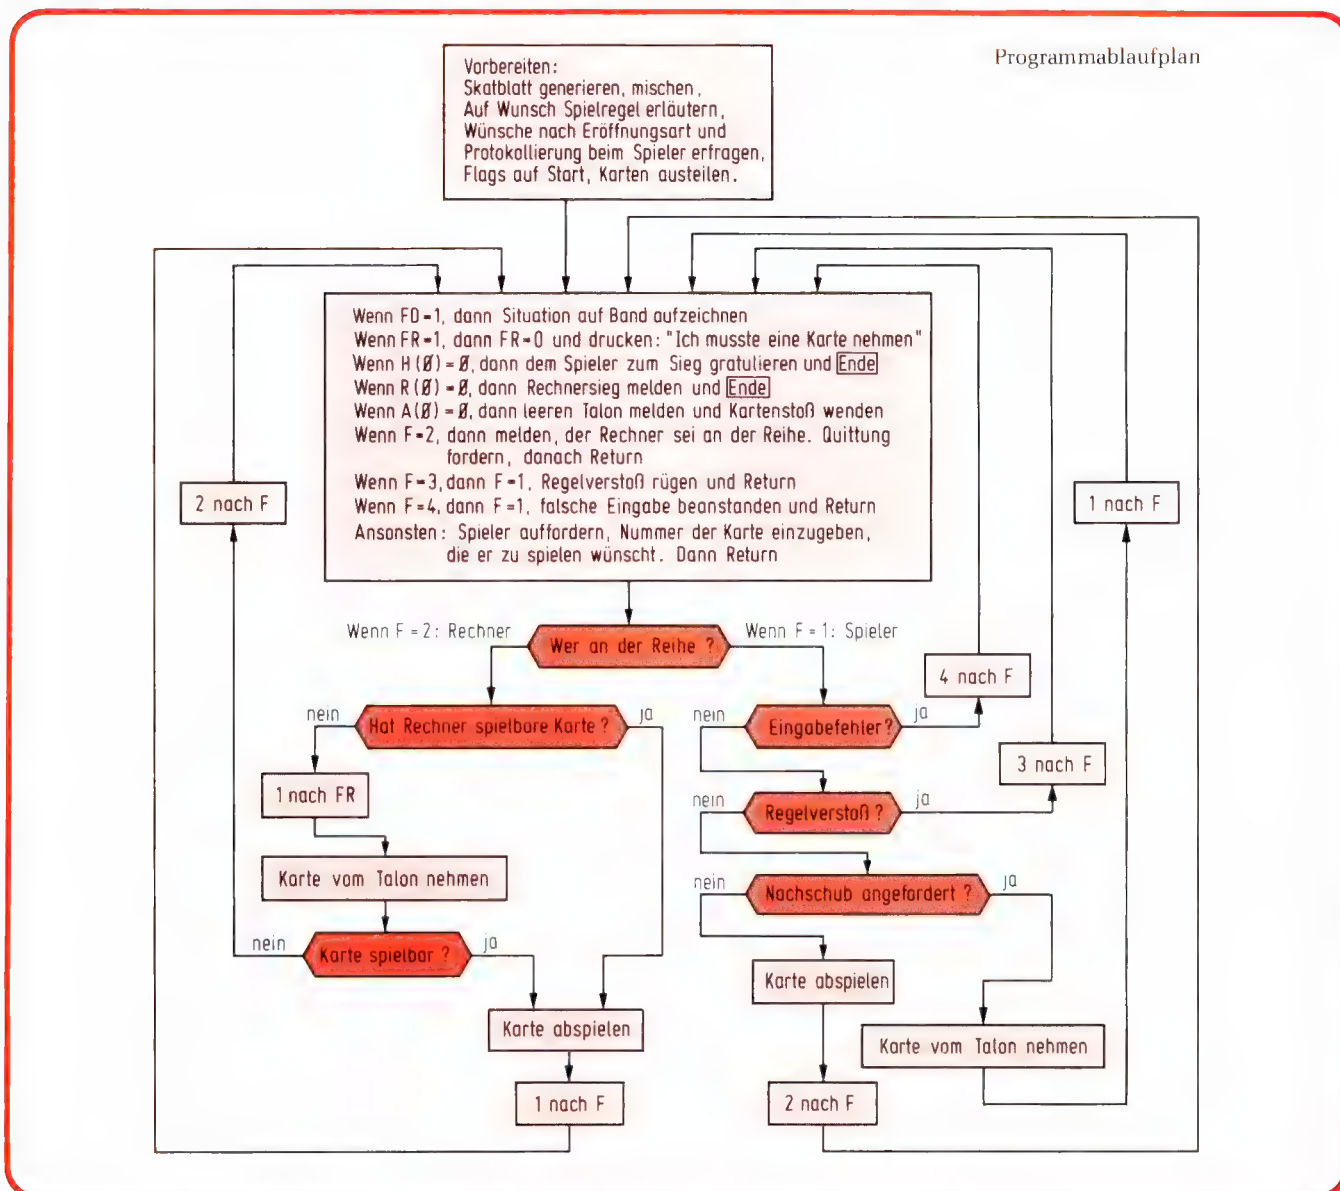 Programmablaufplan
Vorbereiten:
Skatblatt generieren, mischen,
Auf Wunsch Spielregel erläutern,
Wünsche nach Eröffnungsart und
Protokollierung beim Spieler erfragen,
Flags auf Start, Karten austeilen.
Wenn FD=1, dann Situation auf Band aufzeichnen
Wenn FR=1, dann FR=0 und drucken: "Ich musste eine Karte nehmen"
Wenn H(Ø)=Ø, dann dem Spieler zum Sieg gratulieren und Ende
Wenn R(Ø)=Ø, dann Rechnersieg melden und Ende
Wenn A(Ø)=Ø, dann leeren Talon melden und Kartenstoß wenden
Wenn F=2, dann melden, der Rechner sei an der Reihe. Quittung
fordern, danach Return
Wenn F=3, dann F=1, Regelverstoß rügen und Return
Wenn F=4, dann F=1, falsche Eingabe beanstanden und Return
Ansonsten: Spieler auffordern, Nummer der Karte einzugeben,
die er zu spielen wünscht. Dann Return
2 nach F
1 nach F
Wenn F = 2: Rechner
Wer an der Reihe ?
Wenn F = 1: Spieler
4 nach F
nein
Hat Rechner spielbare Karte ?
ja
nein
Eingabefehler?
ja
3 nach F
1 nach FR
nein
Regelverstoß ?
ja
Karte vom Talon nehmen
nein
Nachschub angefordert ?
ja
nein
Karte spielbar ?
ja
Karte abspielen
Karte abspielen
Karte vom Talon nehmen
1 nach F
2 nach F